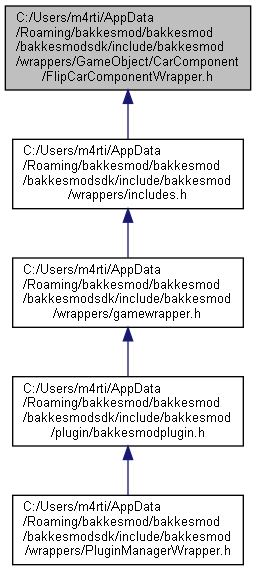 C:/Users/m4rti/AppData
/Roaming/bakkesmod/bakkesmod
/bakkesmodsdk/include/bakkesmod
/wrappers/GameObject/CarComponent
/FlipCarComponentWrapper.h
C:/Users/m4rti/AppData
/Roaming/bakkesmod/bakkesmod
/bakkesmodsdk/include/bakkesmod
/wrappers/includes.h
C:/Users/m4rti/AppData
/Roaming/bakkesmod/bakkesmod
/bakkesmodsdk/include/bakkesmod
/wrappers/gamewrapper.h
C:/Users/m4rti/AppData
/Roaming/bakkesmod/bakkesmod
/bakkesmodsdk/include/bakkesmod
/plugin/bakkesmodplugin.h
C:/Users/m4rti/AppData
/Roaming/bakkesmod/bakkesmod
/bakkesmodsdk/include/bakkesmod
/wrappers/PluginManagerWrapper.h